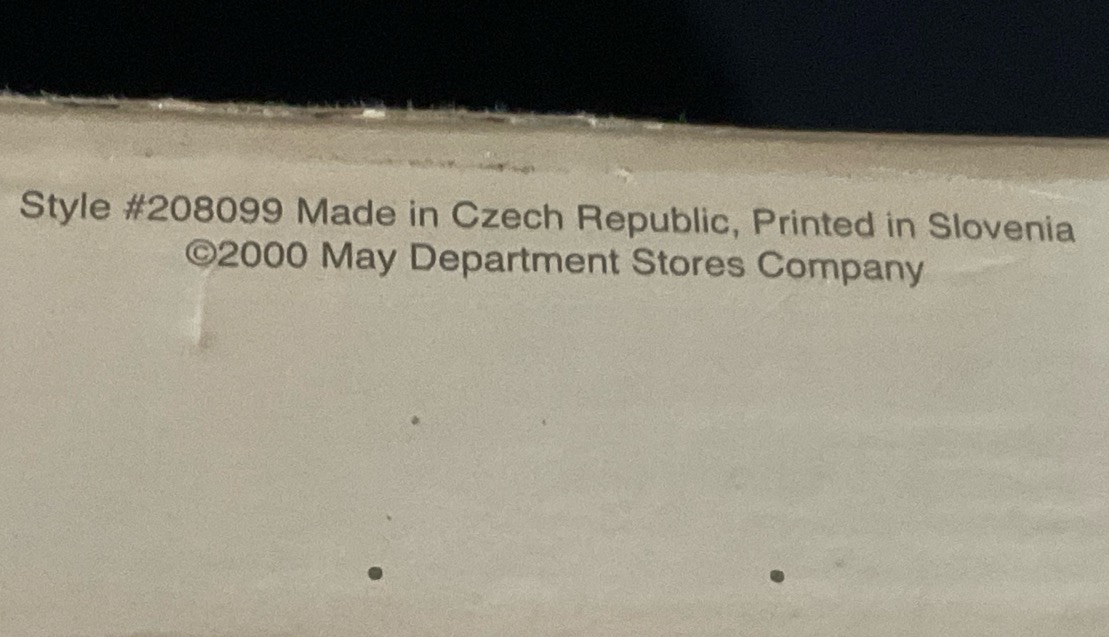 Style #208099 Made in Czech Republic, Printed in Slovenia
©2000 May Department Stores Company